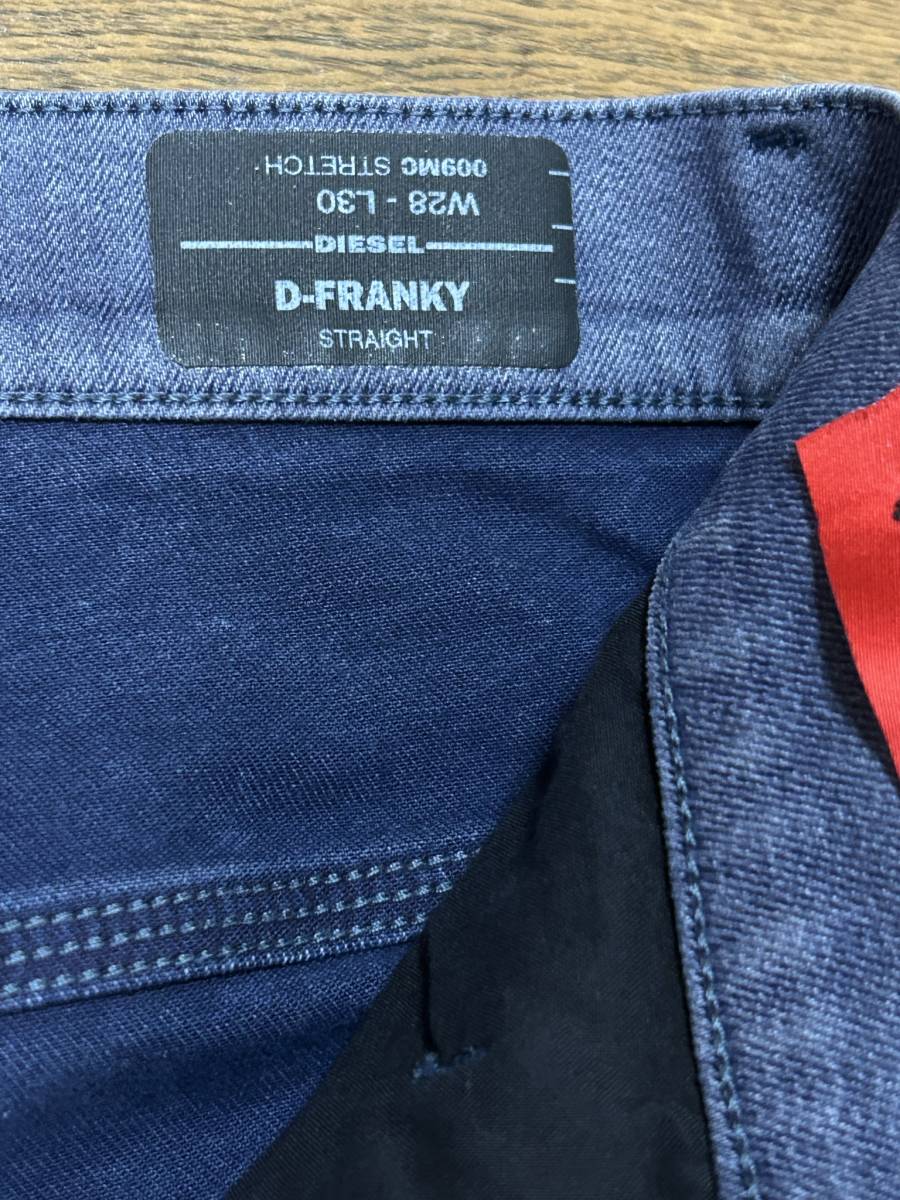 009MC STRETCH
W28 - L30
DIESEL
D-FRANKY
STRAIGHT